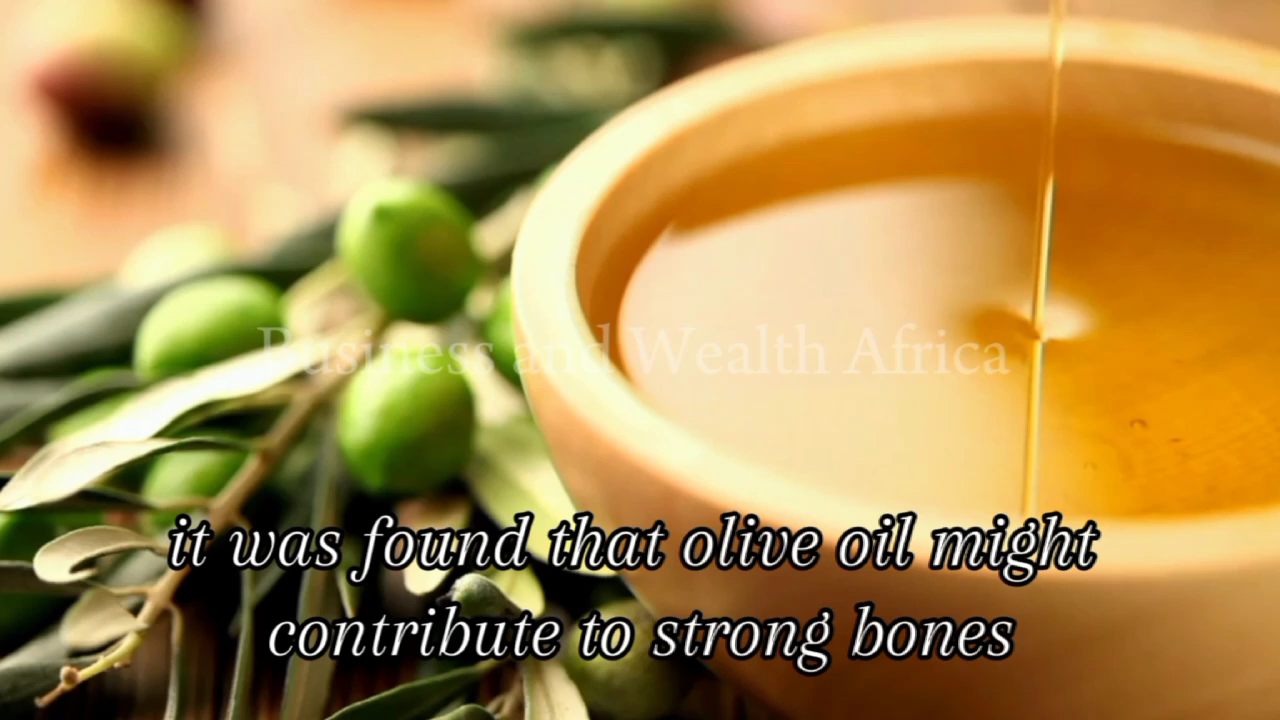 Business and Wealth Africa
it was found that olive oil might
contribute to strong bones